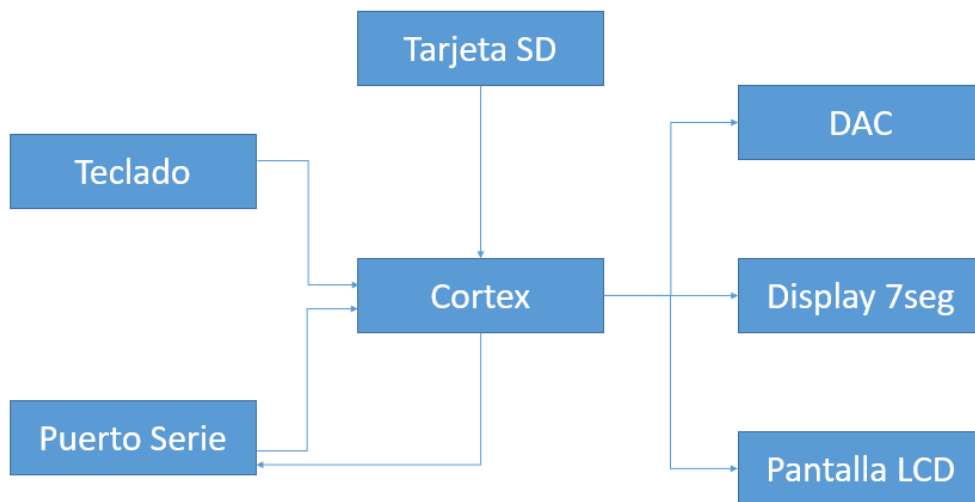 Tarjeta SD
DAC
Teclado
Cortex
Display 7seg
Puerto Serie
Pantalla LCD